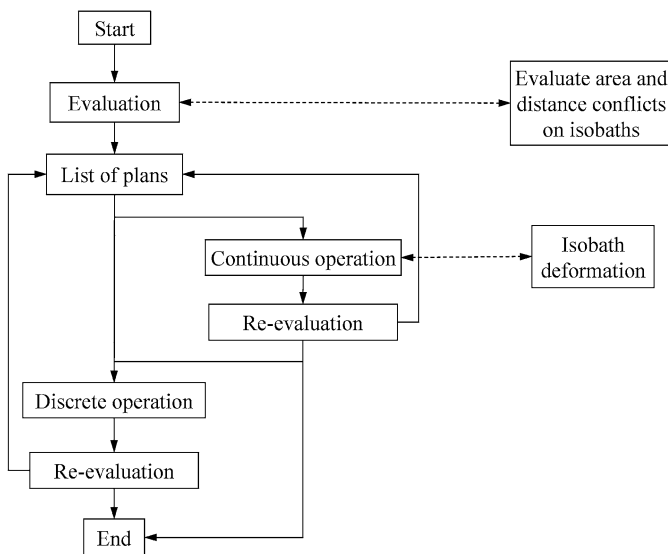 Start
Evaluation
Evaluate area and
distance conflicts
on isobaths
List of plans
Continuous operation
Isobath
deformation
Re-evaluation
Discrete operation
Re-evaluation
End